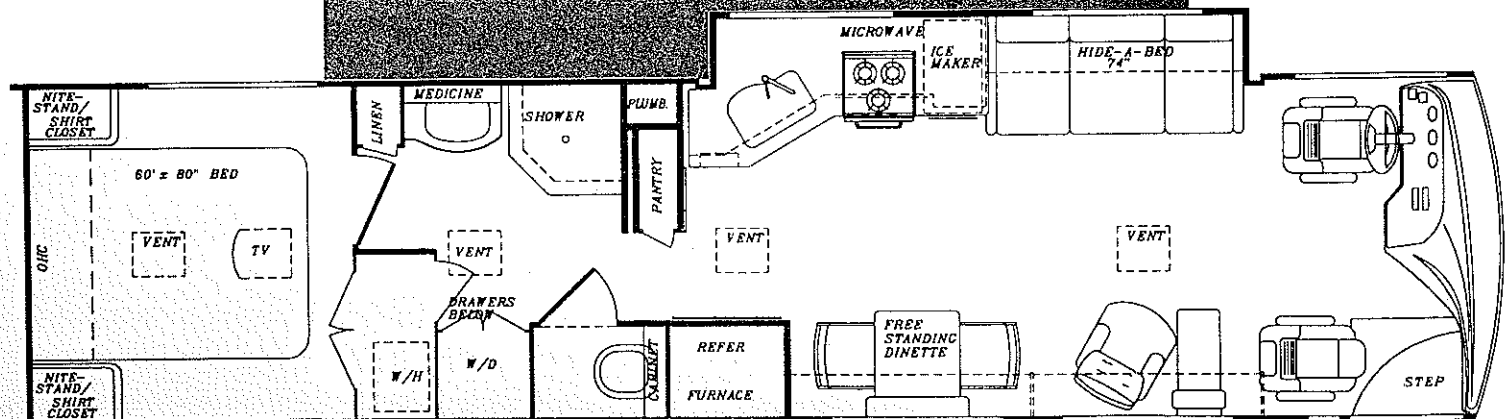 NITE-
STAND/
SHIRT
CLOSET
LINEN
MEDICINE
SHOWER
PLUMB.
PANTRY
MICROWAVE
ICE
MAKER
HIDE-A-BED
74"
60' x 80" BED
OHC
VENT
TV
VENT
VENT
VENT
DRAWERS
BELOW
W/H
W/D
CABINET
REFER
FURNACE
FREE
STANDING
DINETTE
STEP
NITE-
STAND/
SHIRT
CLOSET